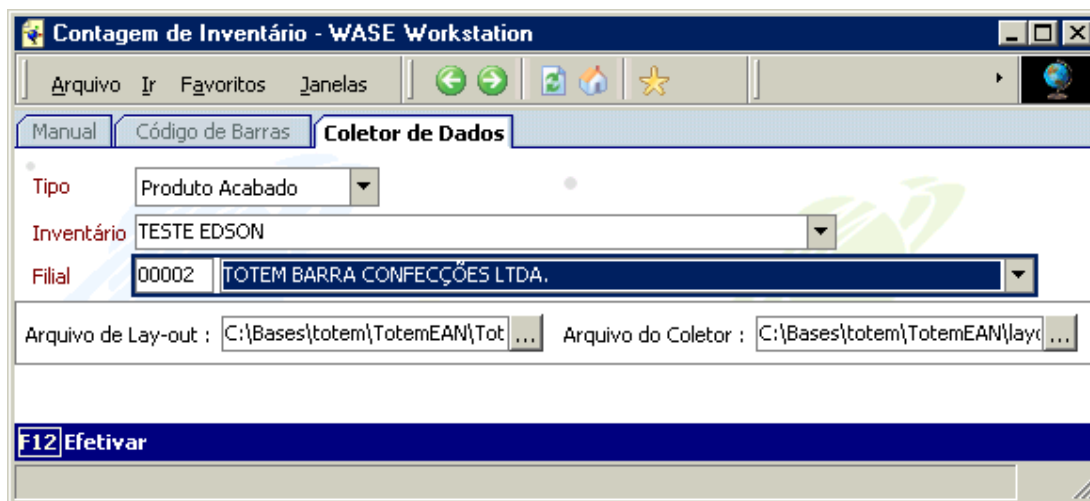 Contagem de Inventário - WASE Workstation
Arquivo Ir Favoritos Janelas
Manual Código de Barras Coletor de Dados
Tipo Produto Acabado
Inventário TESTE EDSON
Filial 00002 TOTEM BARRA CONFECÇÕES LTDA.
Arquivo de Lay-out : C:\Bases\totem\TotemEAN\Tot ... Arquivo do Coletor : C:\Bases\totem\TotemEAN\layo ...
F12 Efetivar